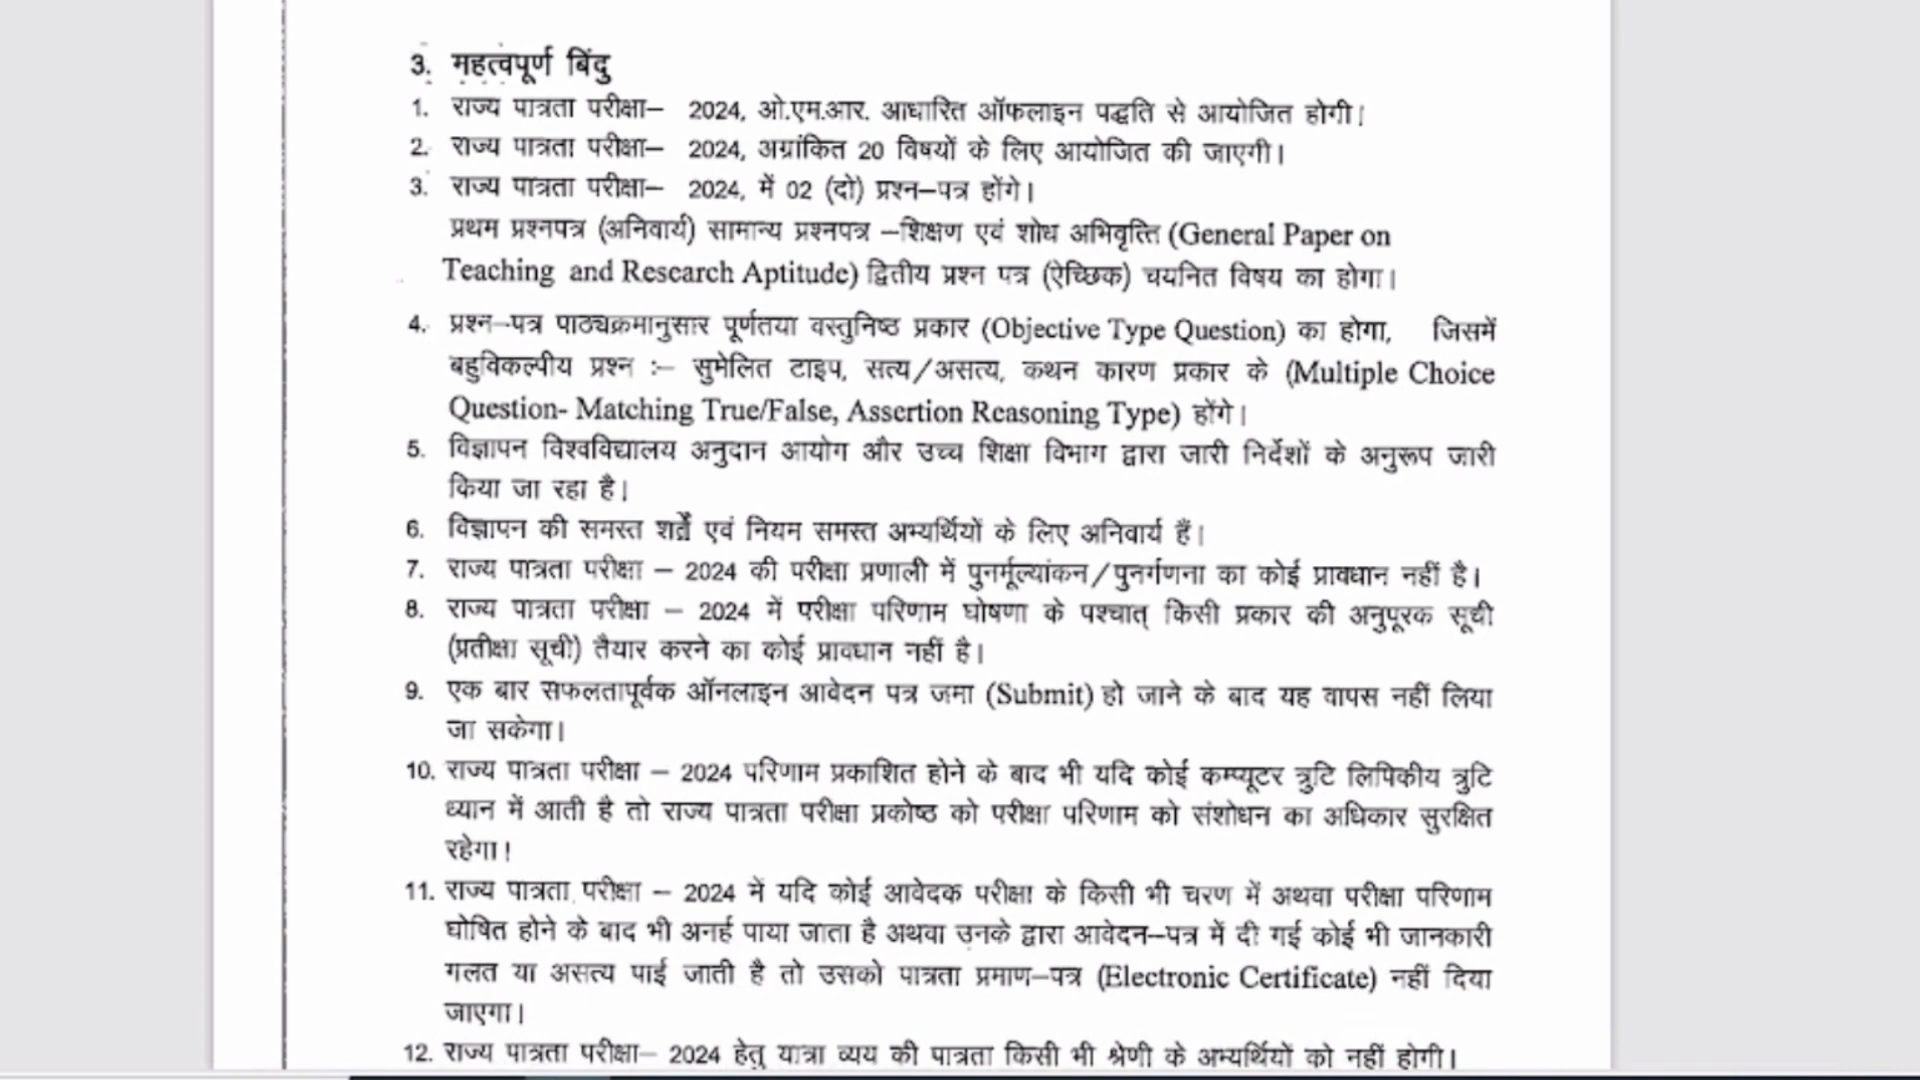 3. महत्वपूर्ण बिंदु
1. राज्य पात्रता परीक्षा– 2024, ओ.एम.आर. आधारित ऑफलाइन पद्धति से आयोजित होगी।
2. राज्य पात्रता परीक्षा– 2024, अग्रांकित 20 विषयों के लिए आयोजित की जाएगी।
3. राज्य पात्रता परीक्षा– 2024, में 02 (दो) प्रश्न–पत्र होंगे।
प्रथम प्रश्नपत्र (अनिवार्य) सामान्य प्रश्नपत्र –शिक्षण एवं शोध अभिवृत्ति (General Paper on
Teaching and Research Aptitude) द्वितीय प्रश्न पत्र (ऐच्छिक) चयनित विषय का होगा।
4. प्रश्न–पत्र पाठ्यक्रमानुसार पूर्णतया वस्तुनिष्ठ प्रकार (Objective Type Question) का होगा, जिसमें
बहुविकल्पीय प्रश्न :– सुमेलित टाइप, सत्य/असत्य, कथन कारण प्रकार के (Multiple Choice
Question- Matching True/False, Assertion Reasoning Type) होंगे।
5. विज्ञापन विश्वविद्यालय अनुदान आयोग और उच्च शिक्षा विभाग द्वारा जारी निर्देशों के अनुरूप जारी
किया जा रहा है।
6. विज्ञापन की समस्त शर्तें एवं नियम समस्त अभ्यर्थियों के लिए अनिवार्य हैं।
7. राज्य पात्रता परीक्षा – 2024 की परीक्षा प्रणाली में पुनर्मूल्यांकन/पुनर्गणना का कोई प्रावधान नहीं है।
8. राज्य पात्रता परीक्षा – 2024 में परीक्षा परिणाम घोषणा के पश्चात् किसी प्रकार की अनुपूरक सूची
(प्रतीक्षा सूची) तैयार करने का कोई प्रावधान नहीं है।
9. एक बार सफलतापूर्वक ऑनलाइन आवेदन पत्र जमा (Submit) हो जाने के बाद यह वापस नहीं लिया
जा सकेगा।
10. राज्य पात्रता परीक्षा – 2024 परिणाम प्रकाशित होने के बाद भी यदि कोई कम्प्यूटर त्रुटि लिपिकीय त्रुटि
ध्यान में आती है तो राज्य पात्रता परीक्षा प्रकोष्ठ को परीक्षा परिणाम को संशोधन का अधिकार सुरक्षित
रहेगा।
11. राज्य पात्रता परीक्षा – 2024 में यदि कोई आवेदक परीक्षा के किसी भी चरण में अथवा परीक्षा परिणाम
घोषित होने के बाद भी अनर्ह पाया जाता है अथवा उनके द्वारा आवेदन–पत्र में दी गई कोई भी जानकारी
गलत या असत्य पाई जाती है तो उसको पात्रता प्रमाण–पत्र (Electronic Certificate) नहीं दिया
जाएगा।
12. राज्य पात्रता परीक्षा– 2024 हेतु यात्रा व्यय की पात्रता किसी भी श्रेणी के अभ्यर्थियों को नहीं होगी।